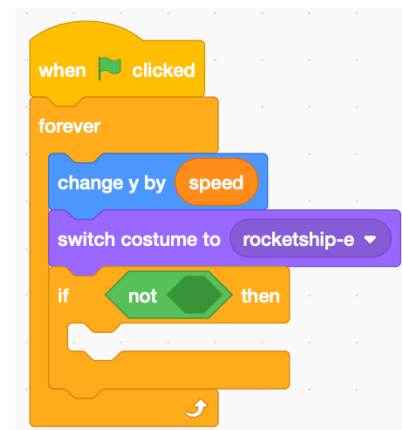 when clicked
forever
change y by speed
switch costume to rocketship-e
if not then